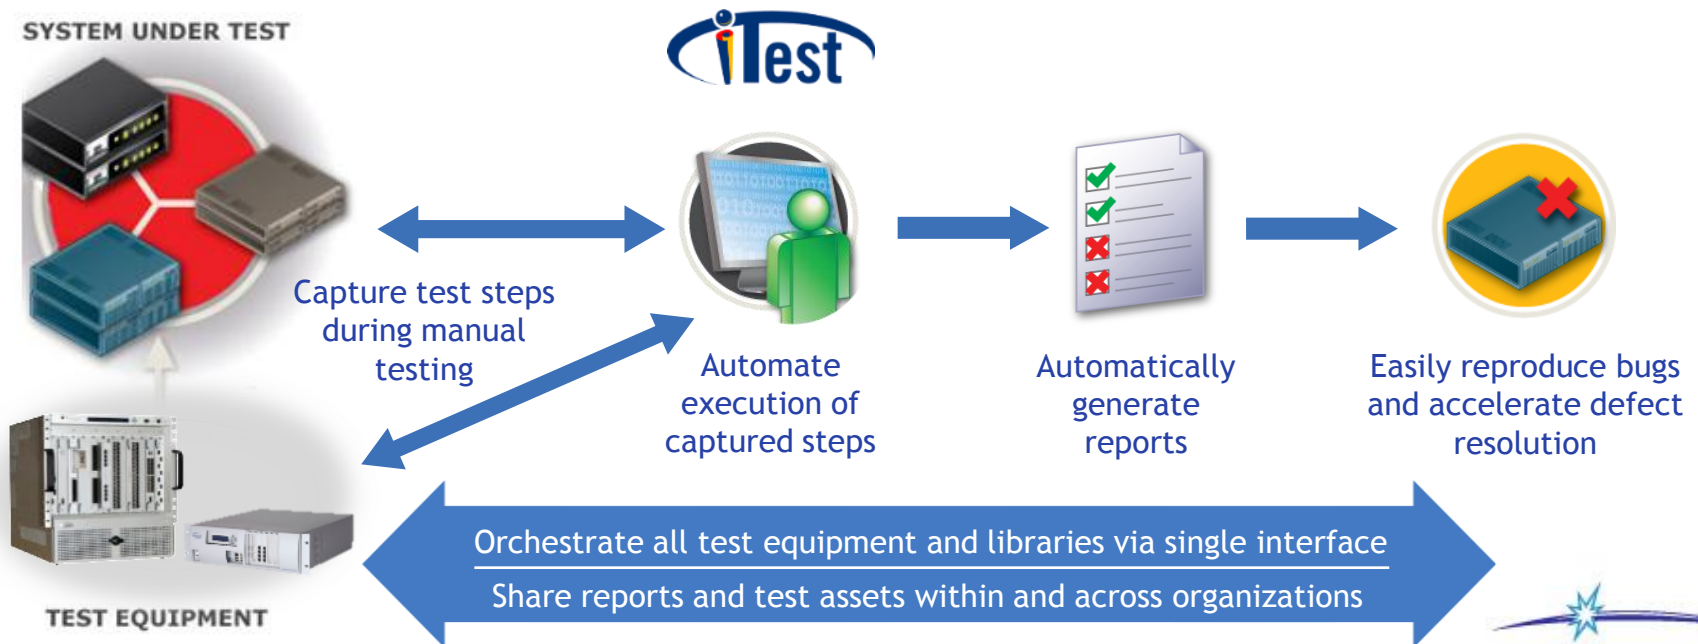 SYSTEM UNDER TEST
iTest
Capture test steps
during manual
testing
Automate
execution of
captured steps
Automatically
generate
reports
Easily reproduce bugs
and accelerate defect
resolution
Orchestrate all test equipment and libraries via single interface
Share reports and test assets within and across organizations
TEST EQUIPMENT